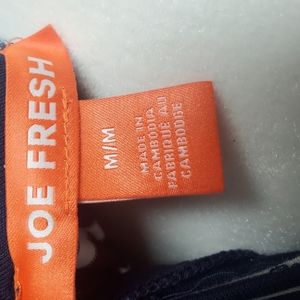 JOE FRESH
M/M
MADE IN
CAMBODIA
FABRIQUÉ AU
CAMBODGE